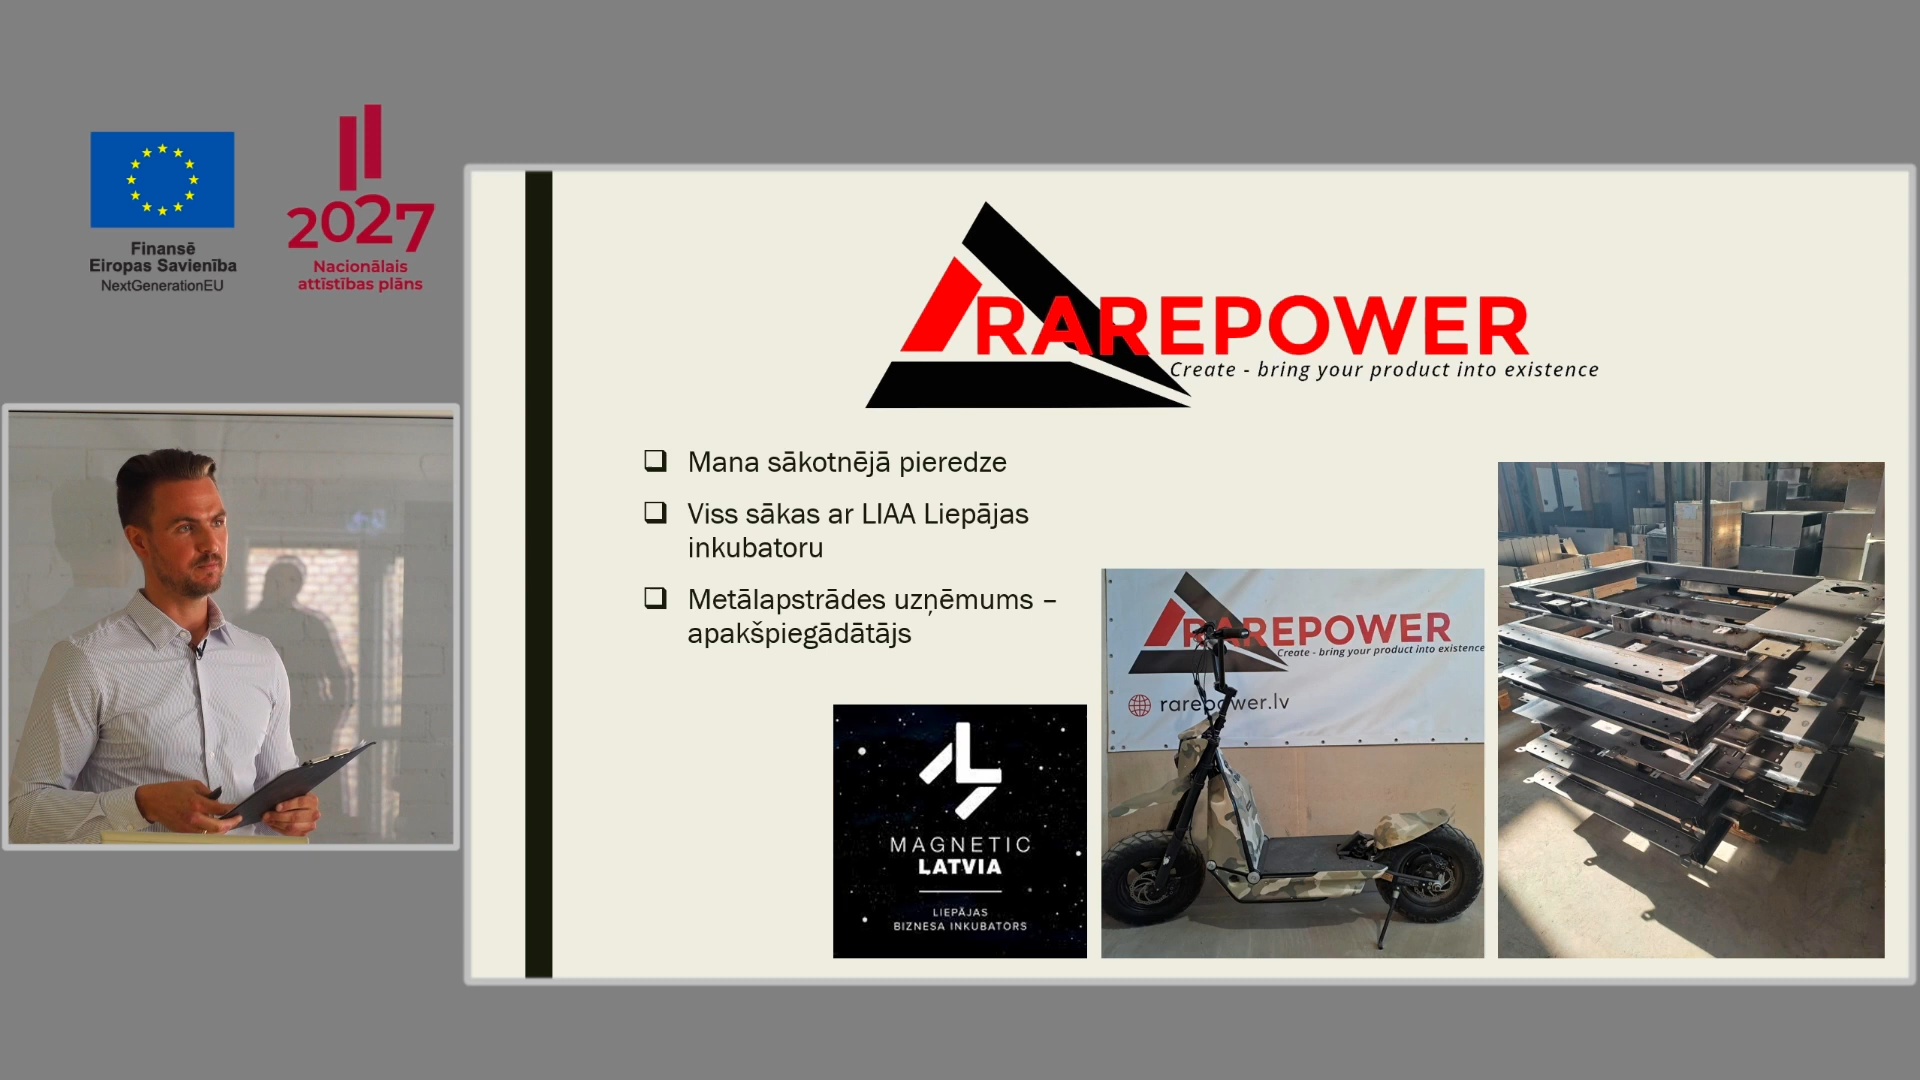 Finansē
Eiropas Savienība
NextGenerationEU
2027
Nacionālais
attīstības plāns
RAREPOWER
Create - bring your product into existence
Mana sākotnējā pieredze
Viss sākas ar LIAA Liepājas
inkubatoru
Metālapstrādes uzņēmums –
apakšpiegādātājs
MAGNETIC
LATVIA
LIEPĀJAS
BIZNESA INKUBATORS
RAREPOWER
Create - bring your product into existence
rarepower.lv